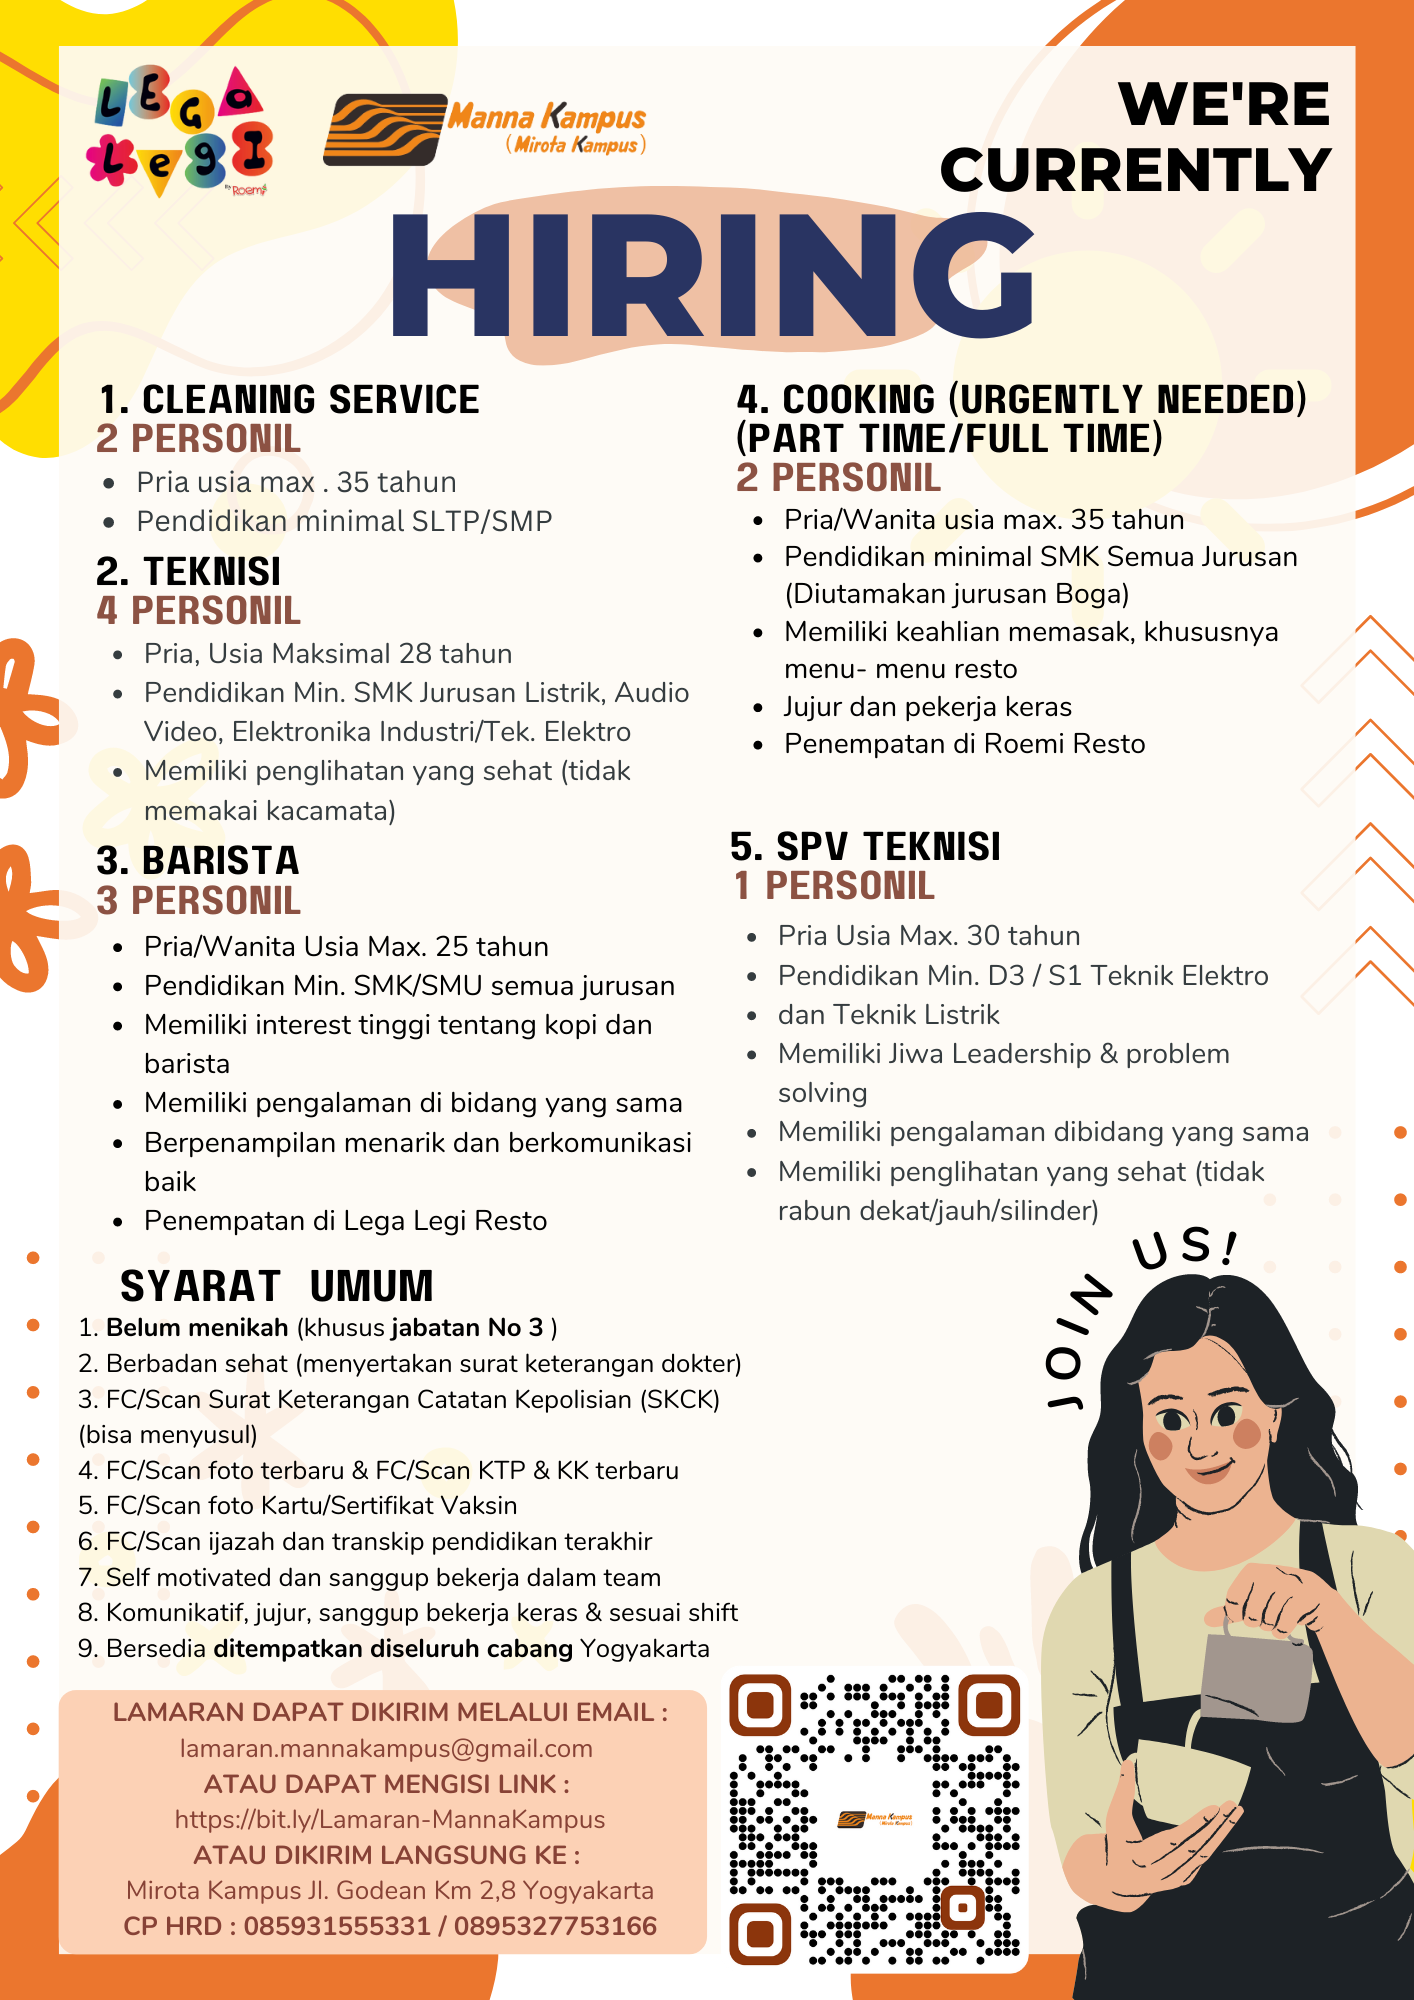 LEGA
LegI
BY Roemi
Manna Kampus
(Mirota Kampus)
WE'RE
CURRENTLY
HIRING
1. CLEANING SERVICE
2 PERSONIL
• Pria usia max . 35 tahun
• Pendidikan minimal SLTP/SMP
2. TEKNISI
4 PERSONIL
• Pria, Usia Maksimal 28 tahun
• Pendidikan Min. SMK Jurusan Listrik, Audio
Video, Elektronika Industri/Tek. Elektro
• Memiliki penglihatan yang sehat (tidak
memakai kacamata)
3. BARISTA
3 PERSONIL
• Pria/Wanita Usia Max. 25 tahun
• Pendidikan Min. SMK/SMU semua jurusan
• Memiliki interest tinggi tentang kopi dan
barista
• Memiliki pengalaman di bidang yang sama
• Berpenampilan menarik dan berkomunikasi
baik
• Penempatan di Lega Legi Resto
4. COOKING (URGENTLY NEEDED)
(PART TIME/FULL TIME)
2 PERSONIL
• Pria/Wanita usia max. 35 tahun
• Pendidikan minimal SMK Semua Jurusan
(Diutamakan jurusan Boga)
• Memiliki keahlian memasak, khususnya
menu- menu resto
• Jujur dan pekerja keras
• Penempatan di Roemi Resto
5. SPV TEKNISI
1 PERSONIL
• Pria Usia Max. 30 tahun
• Pendidikan Min. D3 / S1 Teknik Elektro
• dan Teknik Listrik
• Memiliki Jiwa Leadership & problem
solving
• Memiliki pengalaman dibidang yang sama
• Memiliki penglihatan yang sehat (tidak
rabun dekat/jauh/silinder)
SYARAT UMUM
1. Belum menikah (khusus jabatan No 3 )
2. Berbadan sehat (menyertakan surat keterangan dokter)
3. FC/Scan Surat Keterangan Catatan Kepolisian (SKCK)
(bisa menyusul)
4. FC/Scan foto terbaru & FC/Scan KTP & KK terbaru
5. FC/Scan foto Kartu/Sertifikat Vaksin
6. FC/Scan ijazah dan transkip pendidikan terakhir
7. Self motivated dan sanggup bekerja dalam team
8. Komunikatif, jujur, sanggup bekerja keras & sesuai shift
9. Bersedia ditempatkan diseluruh cabang Yogyakarta
JOIN US!
LAMARAN DAPAT DIKIRIM MELALUI EMAIL :
lamaran.mannakampus@gmail.com
ATAU DAPAT MENGISI LINK :
https://bit.ly/Lamaran-MannaKampus
ATAU DIKIRIM LANGSUNG KE :
Mirota Kampus Jl. Godean Km 2,8 Yogyakarta
CP HRD : 085931555331 / 0895327753166
Manna Kampus
(Mirota Kampus)